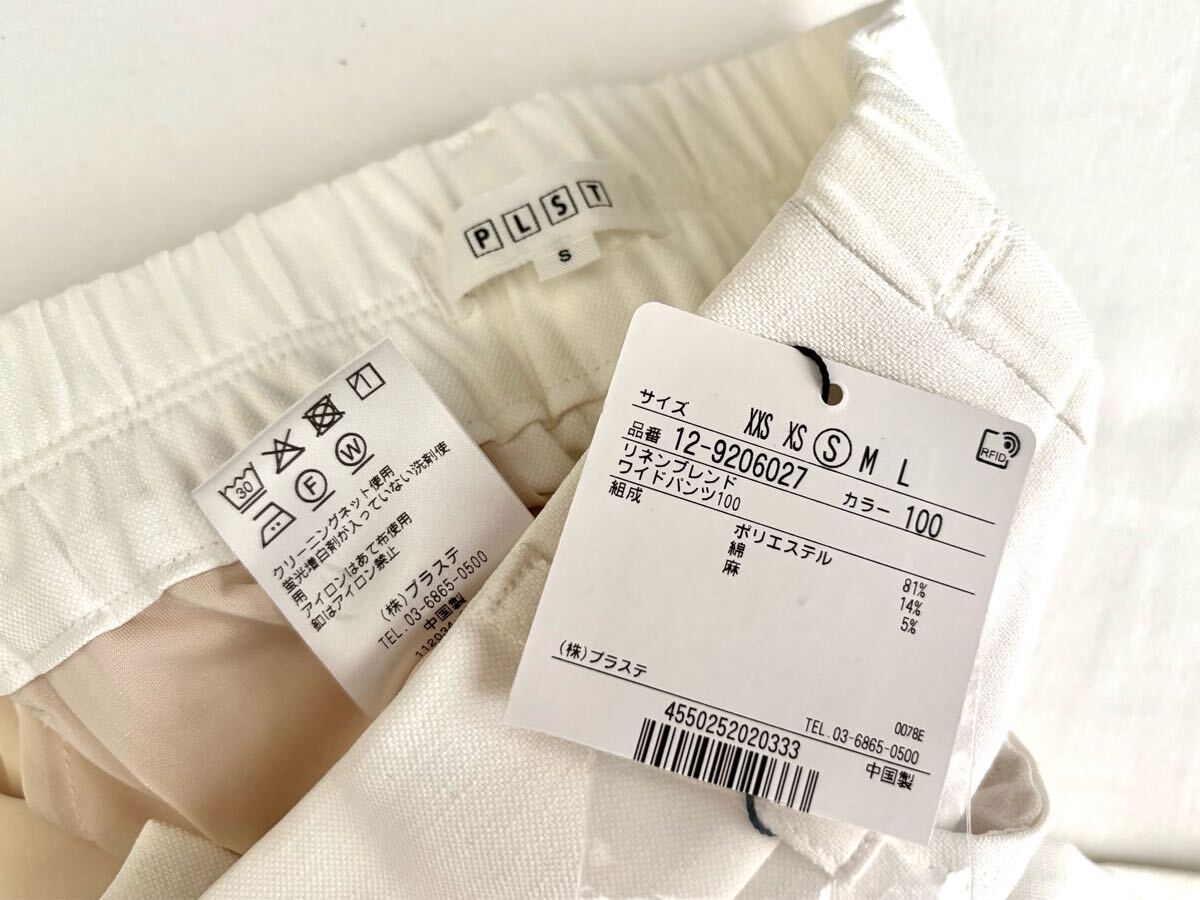 PLST
S
30
F
W
クリーニングネット使用
蛍光増白剤が入っていない洗剤使
用
アイロンはあて布使用
釦はアイロン禁止
(株)プラステ
TEL.03-6865-0500
中国製
サイズ XXS XS S M L
RFID
品番 12-9206027 カラー 100
リネンブレンド
ワイドパンツ100
組成
ポリエステル 81%
綿 14%
麻 5%
(株)プラステ
0078E
4550252020333
TEL.03-6865-0500
中国製